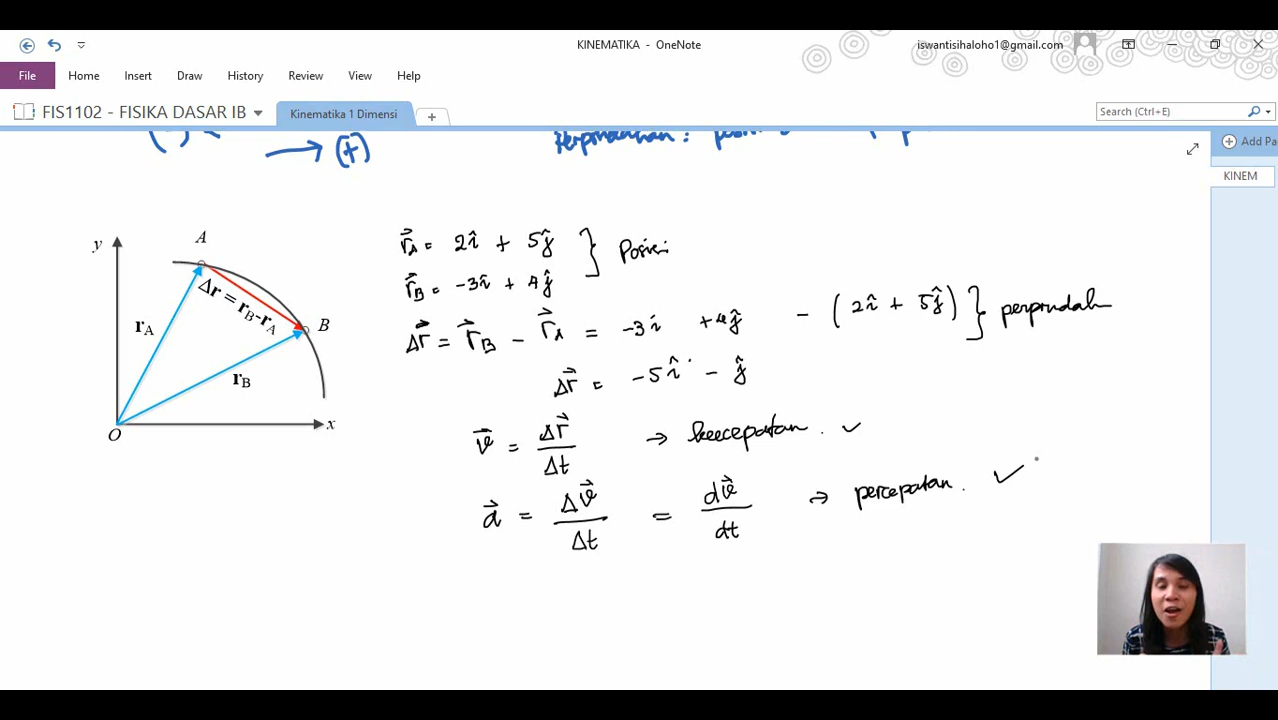 KINEMATIKA - OneNote
iswantisihaloho1@gmail.com
File Home Insert Draw History Review View Help
FIS1102 - FISIKA DASAR IB Kinematika 1 Dimensi
Search (Ctrl+E)
Add Pa
KINEM
(+)
Perpindahan :
y
A
B
Δr = rB-rA
rA
rB
O
x
r⃗A = 2î + 5ĵ } Posisi
r⃗B = -3î + 4ĵ
Δr⃗ = r⃗B - r⃗A = -3î + 4ĵ - (2î + 5ĵ) } perpindah
Δr⃗ = -5î - ĵ
v⃗ = Δr⃗/Δt → kecepatan. ✓
a⃗ = Δv⃗/Δt = dv⃗/dt → percepatan. ✓